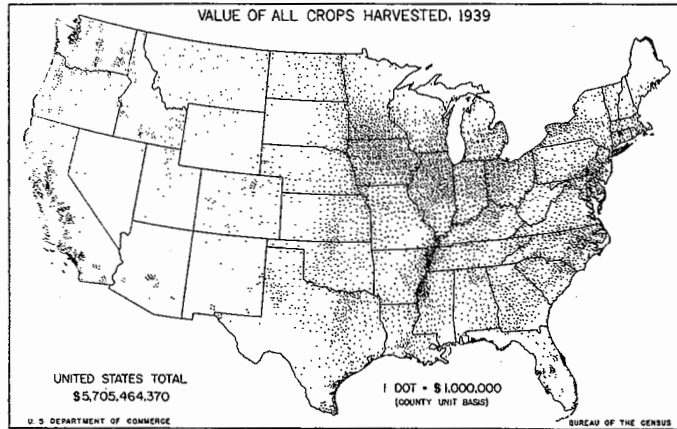 VALUE OF ALL CROPS HARVESTED, 1939
UNITED STATES TOTAL
$5,705,464,370
1 DOT = $1,000,000
(COUNTY UNIT BASIS)
U. S. DEPARTMENT OF COMMERCE
BUREAU OF THE CENSUS